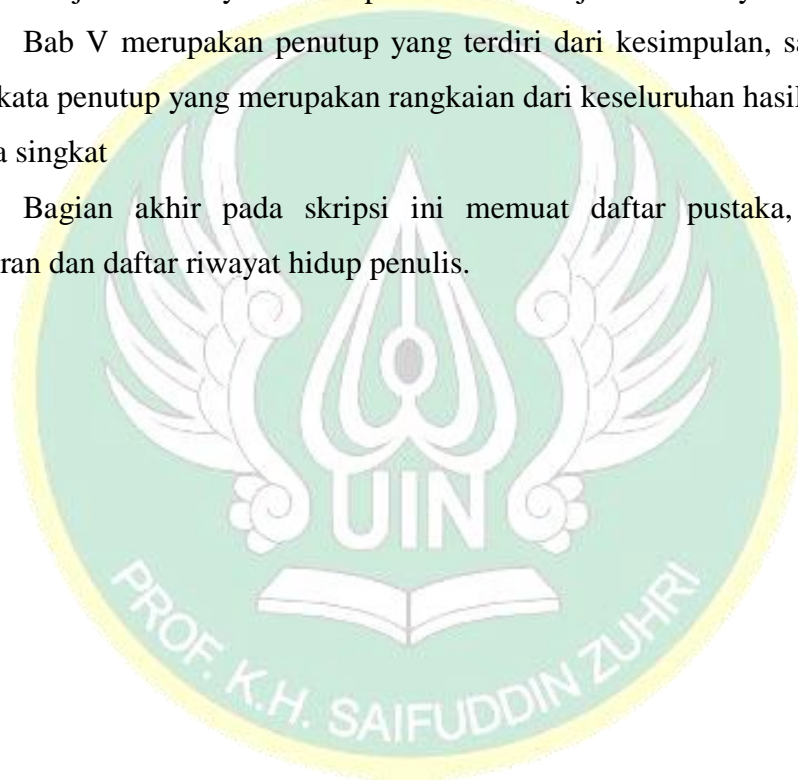 Bab V merupakan penutup yang terdiri dari kesimpulan,
kata penutup yang merupakan rangkaian dari keseluruhan hasil
singkat
Bagian akhir pada skripsi ini memuat daftar pustaka,
dan daftar riwayat hidup penulis.
UIN
PROF. K.H. SAIFUDDIN ZUHRI